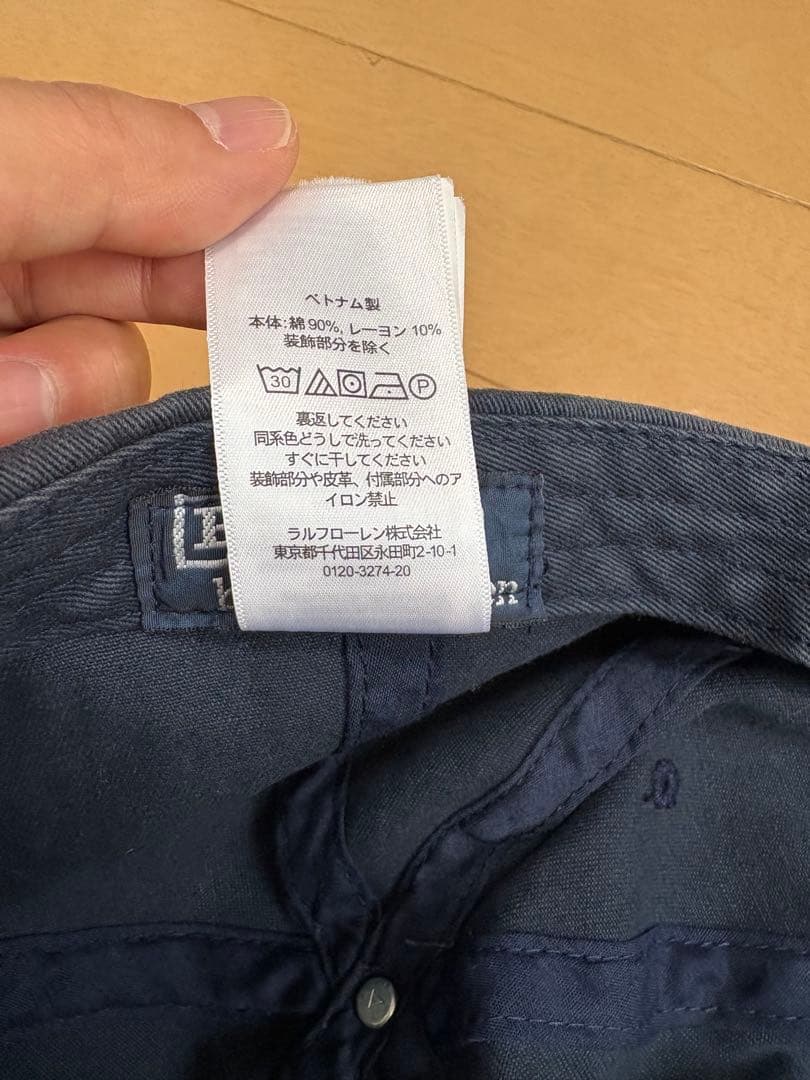 ベトナム製
本体: 綿 90%, レーヨン 10%
装飾部分を除く
30 P
裏返してください
同系色どうしで洗ってください
すぐに干してください
装飾部分や皮革、付属部分へのア
イロン禁止
ラルフローレン株式会社
東京都千代田区永田町2-10-1
0120-3274-20